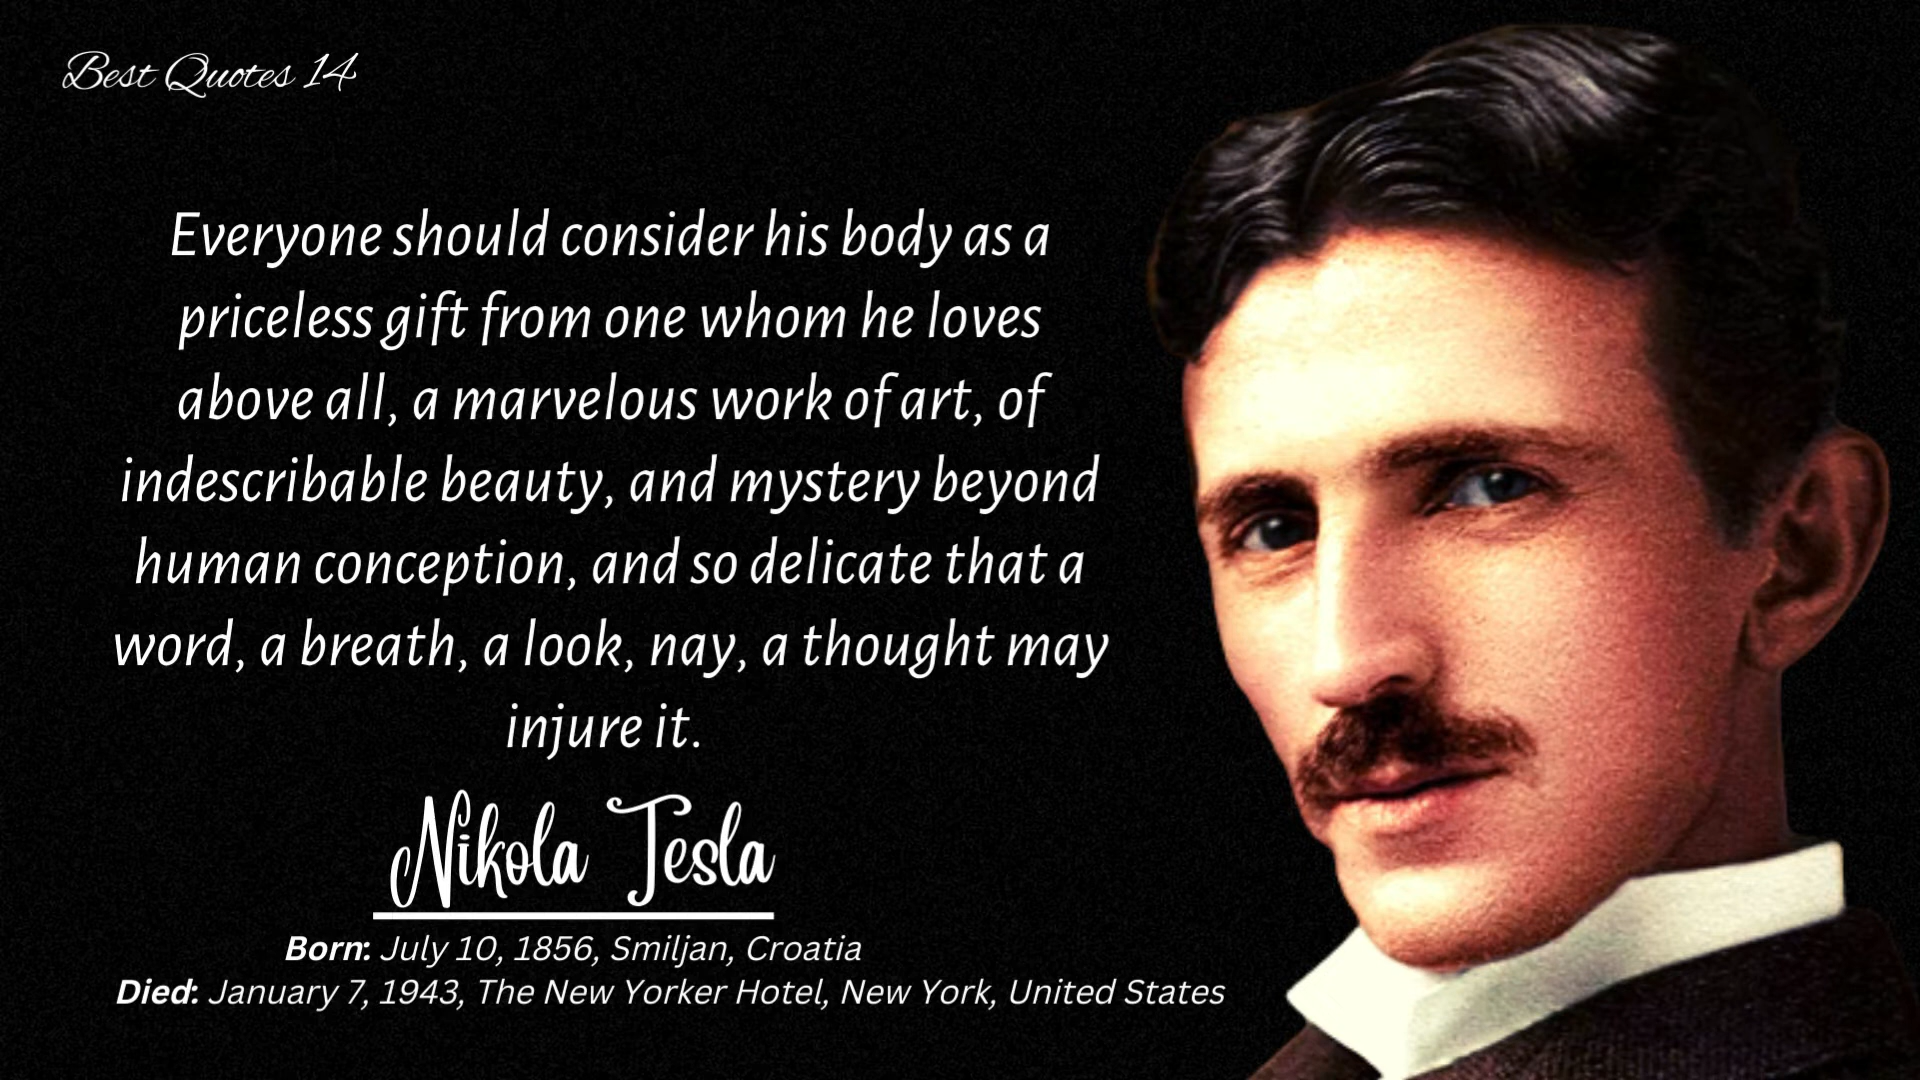 Best Quotes 14
Everyone should consider his body as a
priceless gift from one whom he loves
above all, a marvelous work of art, of
indescribable beauty, and mystery beyond
human conception, and so delicate that a
word, a breath, a look, nay, a thought may
injure it.
Nikola Tesla
Born: July 10, 1856, Smiljan, Croatia
Died: January 7, 1943, The New Yorker Hotel, New York, United States